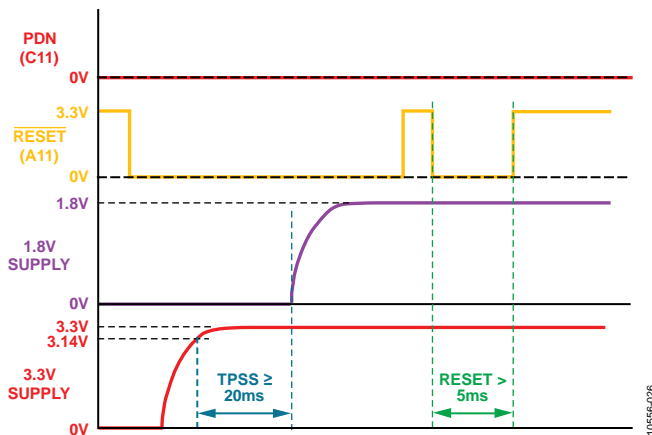 PDN
(C11)
0V
3.3V
RESET
(A11)
0V
1.8V
1.8V
SUPPLY
0V
3.3V
3.14V
3.3V
SUPPLY
0V
TPSS ≥
20ms
RESET >
5ms
10556-026